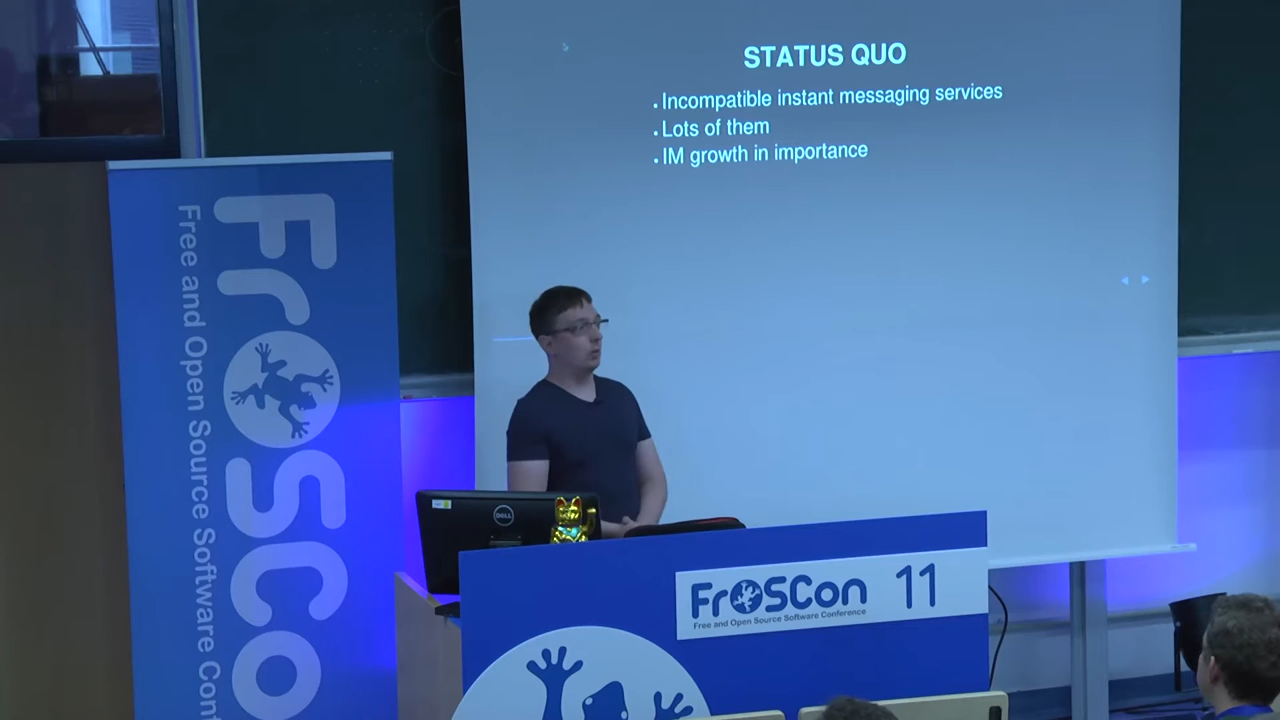 STATUS QUO
• Incompatible instant messaging services
• Lots of them
• IM growth in importance
FrOSCon
Free and Open Source Software Conf
DELL
FrOSCon 11
Free and Open Source Software Conference